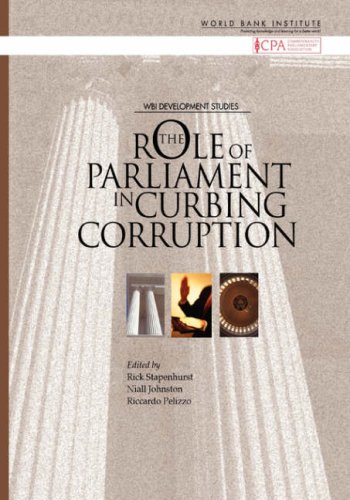 WORLD BANK INSTITUTE
Promoting knowledge and learning for a better world
CPA COMMONWEALTH
PARLIAMENTARY
ASSOCIATION
WBI DEVELOPMENT STUDIES
THE
ROLE OF
PARLIAMENT
IN CURBING
CORRUPTION
Edited by
Rick Stapenhurst
Niall Johnston
Riccardo Pelizzo